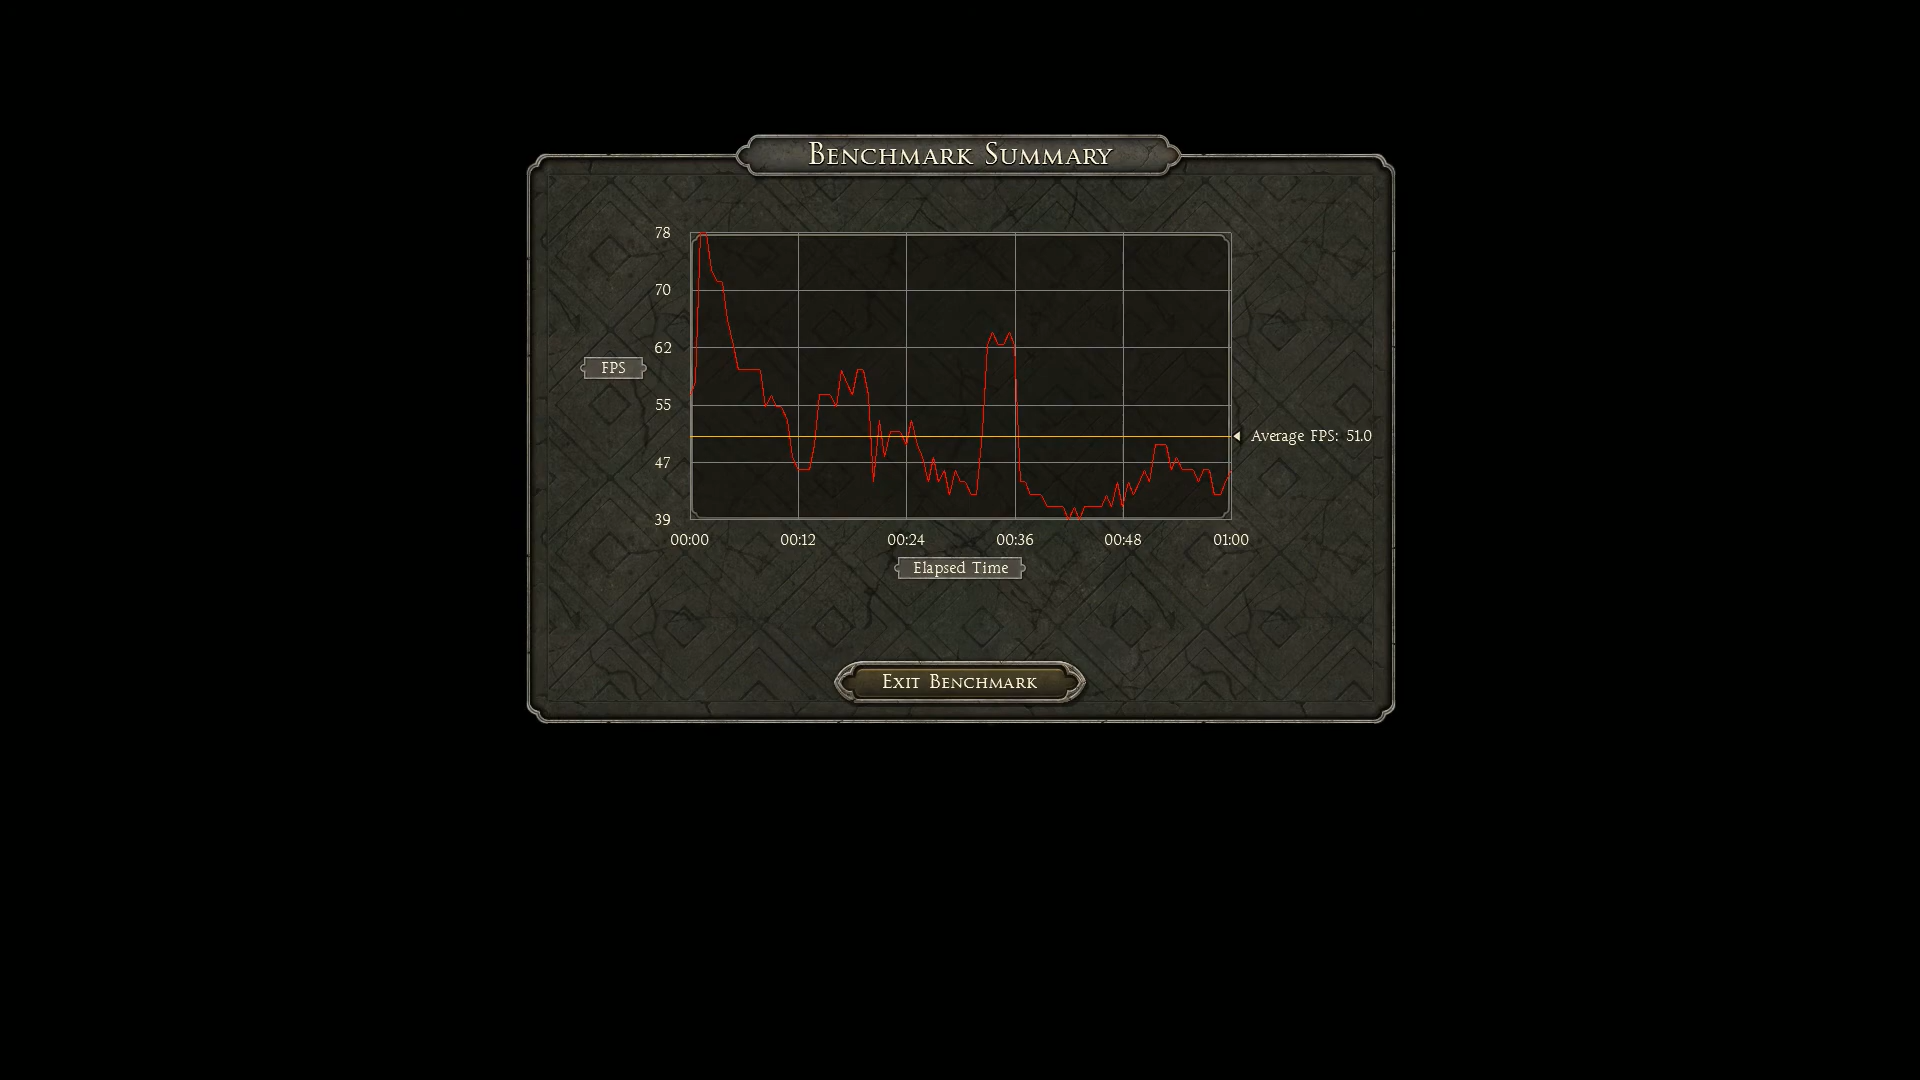 Benchmark Summary
78
70
62
FPS
55
Average FPS: 51.0
47
39
00:00 00:12 00:24 00:36 00:48 01:00
Elapsed Time
Exit Benchmark